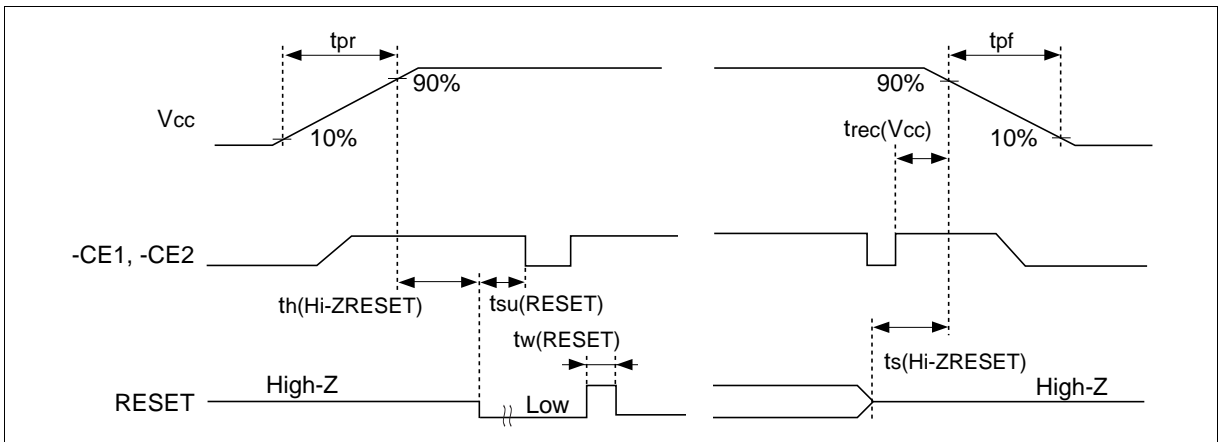 tpr
tpf
90%
90%
Vcc
10%
trec(Vcc)
10%
-CE1, -CE2
th(Hi-ZRESET)
tsu(RESET)
tw(RESET)
ts(Hi-ZRESET)
High-Z
High-Z
RESET
Low